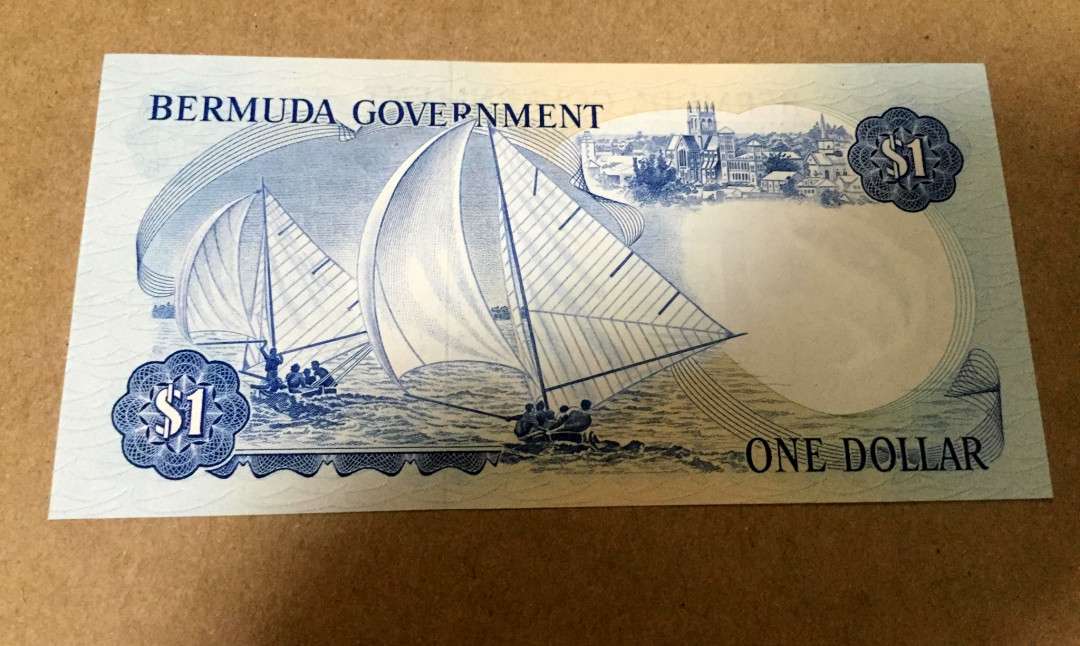 BERMUDA GOVERNMENT
$1
$1
ONE DOLLAR